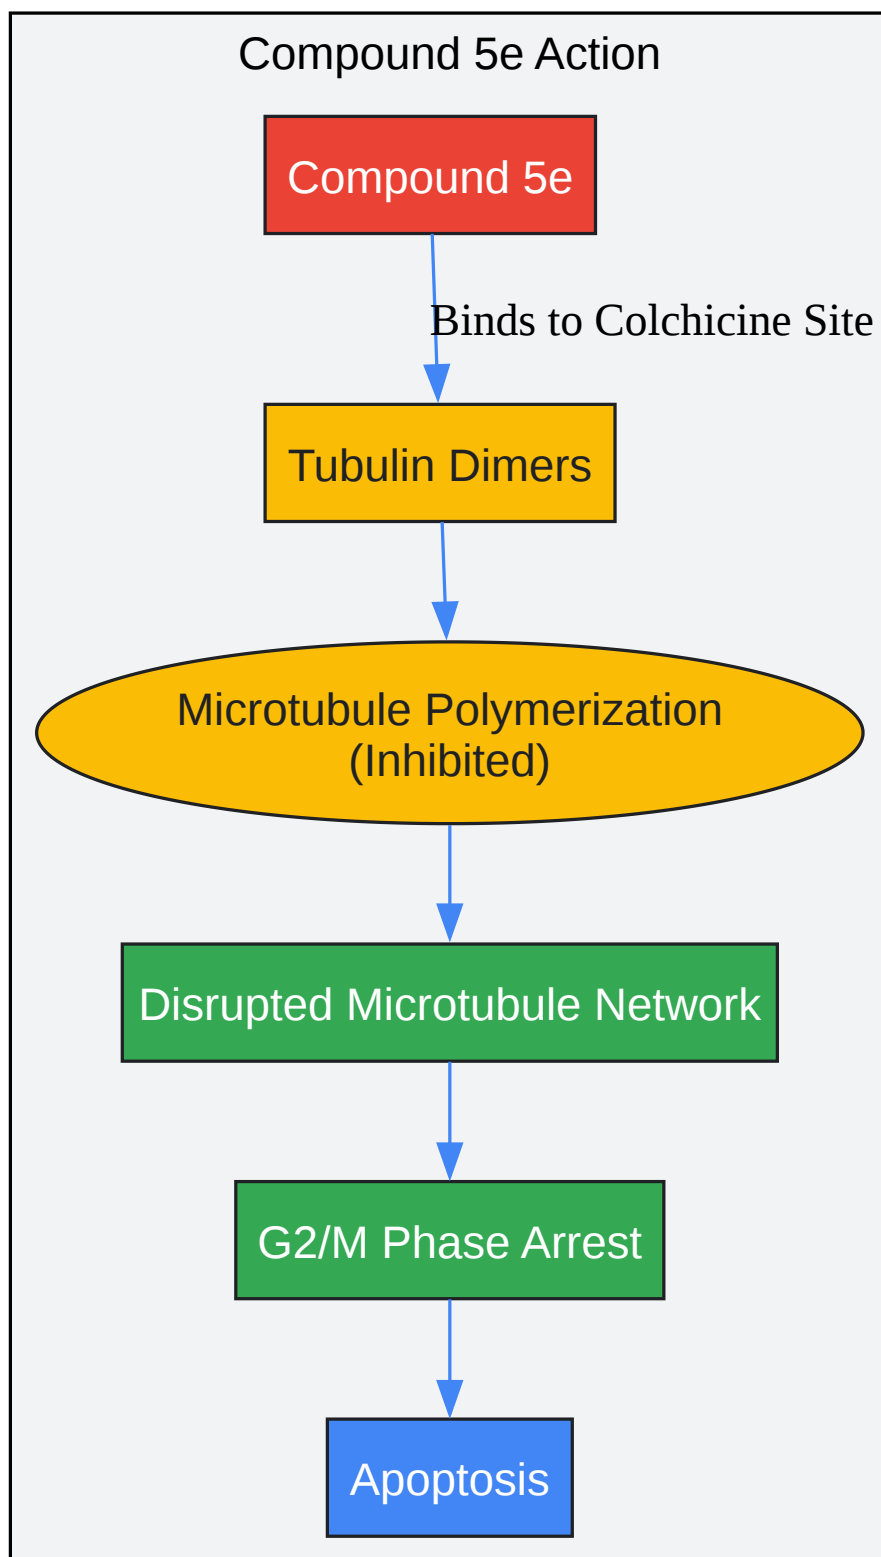 Compound 5e Action
Compound 5e
Binds to Colchicine Site
Tubulin Dimers
Microtubule Polymerization
(Inhibited)
Disrupted Microtubule Network
G2/M Phase Arrest
Apoptosis